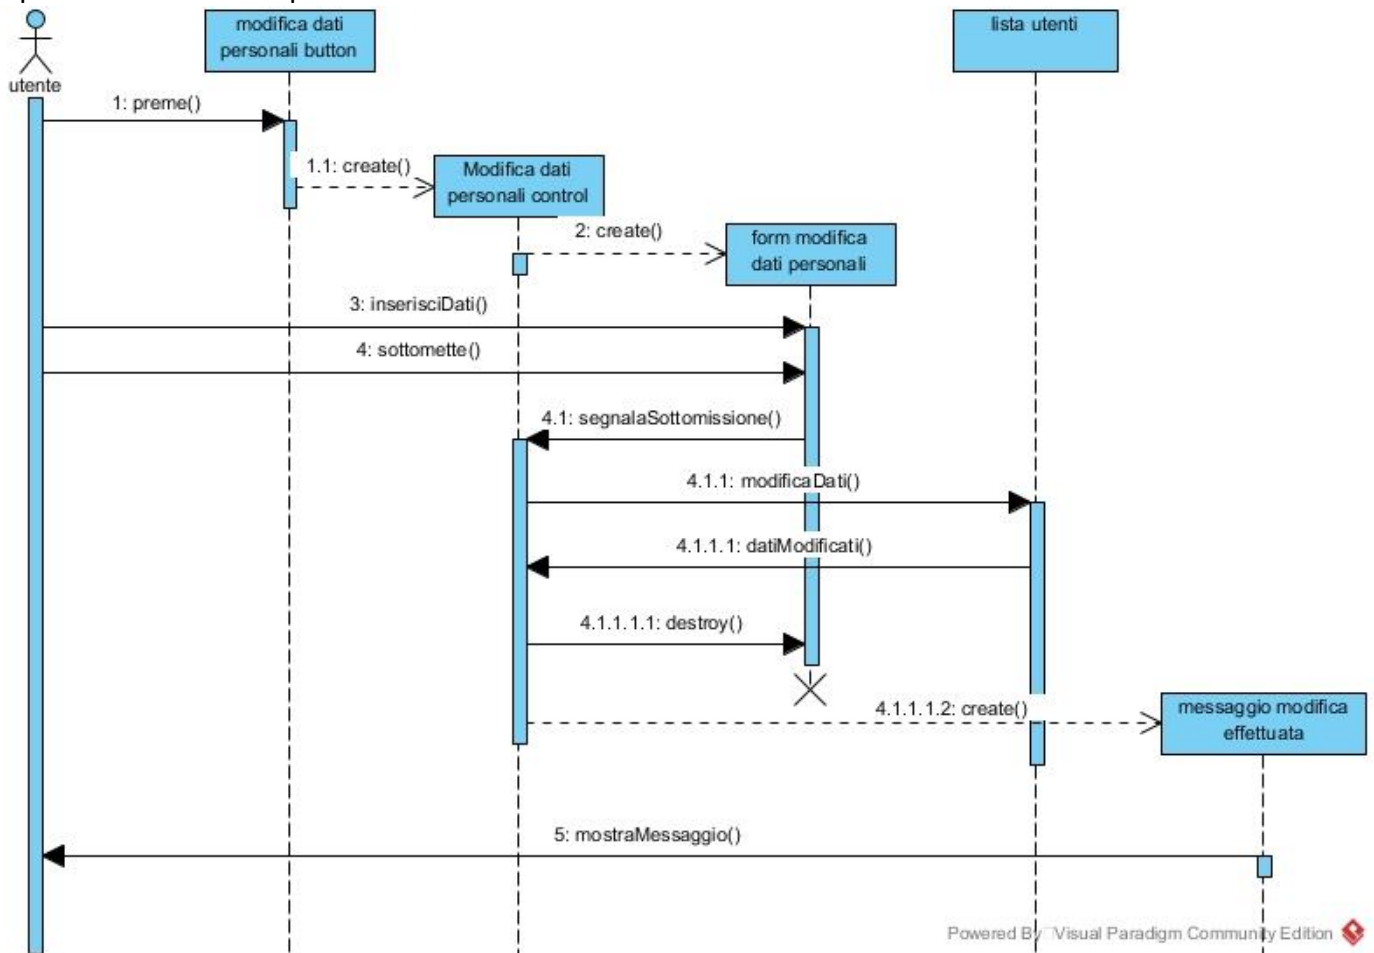 modifica dati
personali button
lista utenti
utente
1: preme()
1.1: create()
Modifica dati
personali control
2: create()
form modifica
dati personali
3: inserisciDati()
4: sottomette()
4.1: segnalaSottomissione()
4.1.1: modificaDati()
4.1.1.1: datiModificati()
4.1.1.1.1: destroy()
4.1.1.1.2: create()
messaggio modifica
effettuata
5: mostraMessaggio()
Powered By Visual Paradigm Community Edition